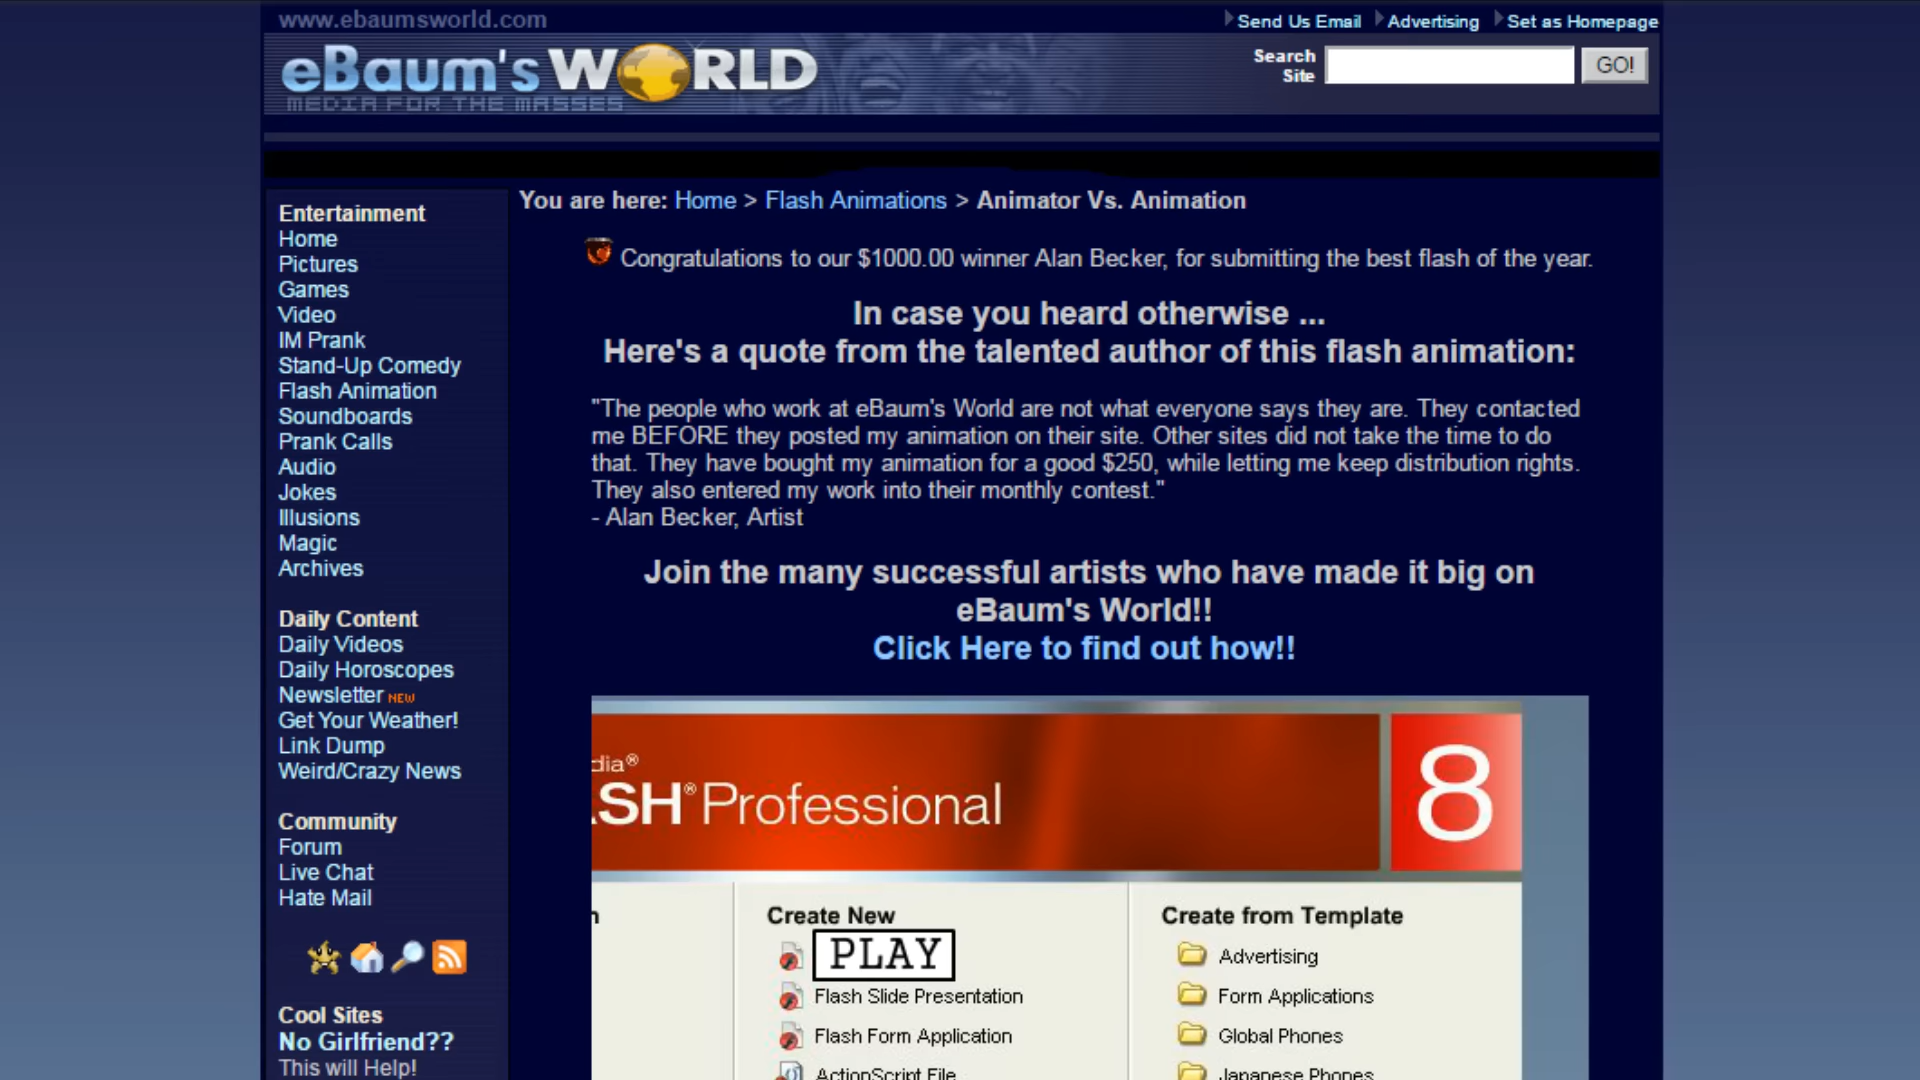 www.ebaumsworld.com
Send Us Email Advertising Set as Homepage
eBaum's WORLD
MEDIA FOR THE MASSES
Search Site GO!
Entertainment
Home
Pictures
Games
Video
IM Prank
Stand-Up Comedy
Flash Animation
Soundboards
Prank Calls
Audio
Jokes
Illusions
Magic
Archives
Daily Content
Daily Videos
Daily Horoscopes
Newsletter NEW
Get Your Weather!
Link Dump
Weird/Crazy News
Community
Forum
Live Chat
Hate Mail
Cool Sites
No Girlfriend??
This will Help!
You are here: Home > Flash Animations > Animator Vs. Animation
Congratulations to our $1000.00 winner Alan Becker, for submitting the best flash of the year.
In case you heard otherwise ...
Here's a quote from the talented author of this flash animation:
"The people who work at eBaum's World are not what everyone says they are. They contacted
me BEFORE they posted my animation on their site. Other sites did not take the time to do
that. They have bought my animation for a good $250, while letting me keep distribution rights.
They also entered my work into their monthly contest."
- Alan Becker, Artist
Join the many successful artists who have made it big on
eBaum's World!!
Click Here to find out how!!
dia®
SH® Professional 8
n
Create New
PLAY
Flash Slide Presentation
Flash Form Application
ActionScript File
Create from Template
Advertising
Form Applications
Global Phones
Japanese Phones